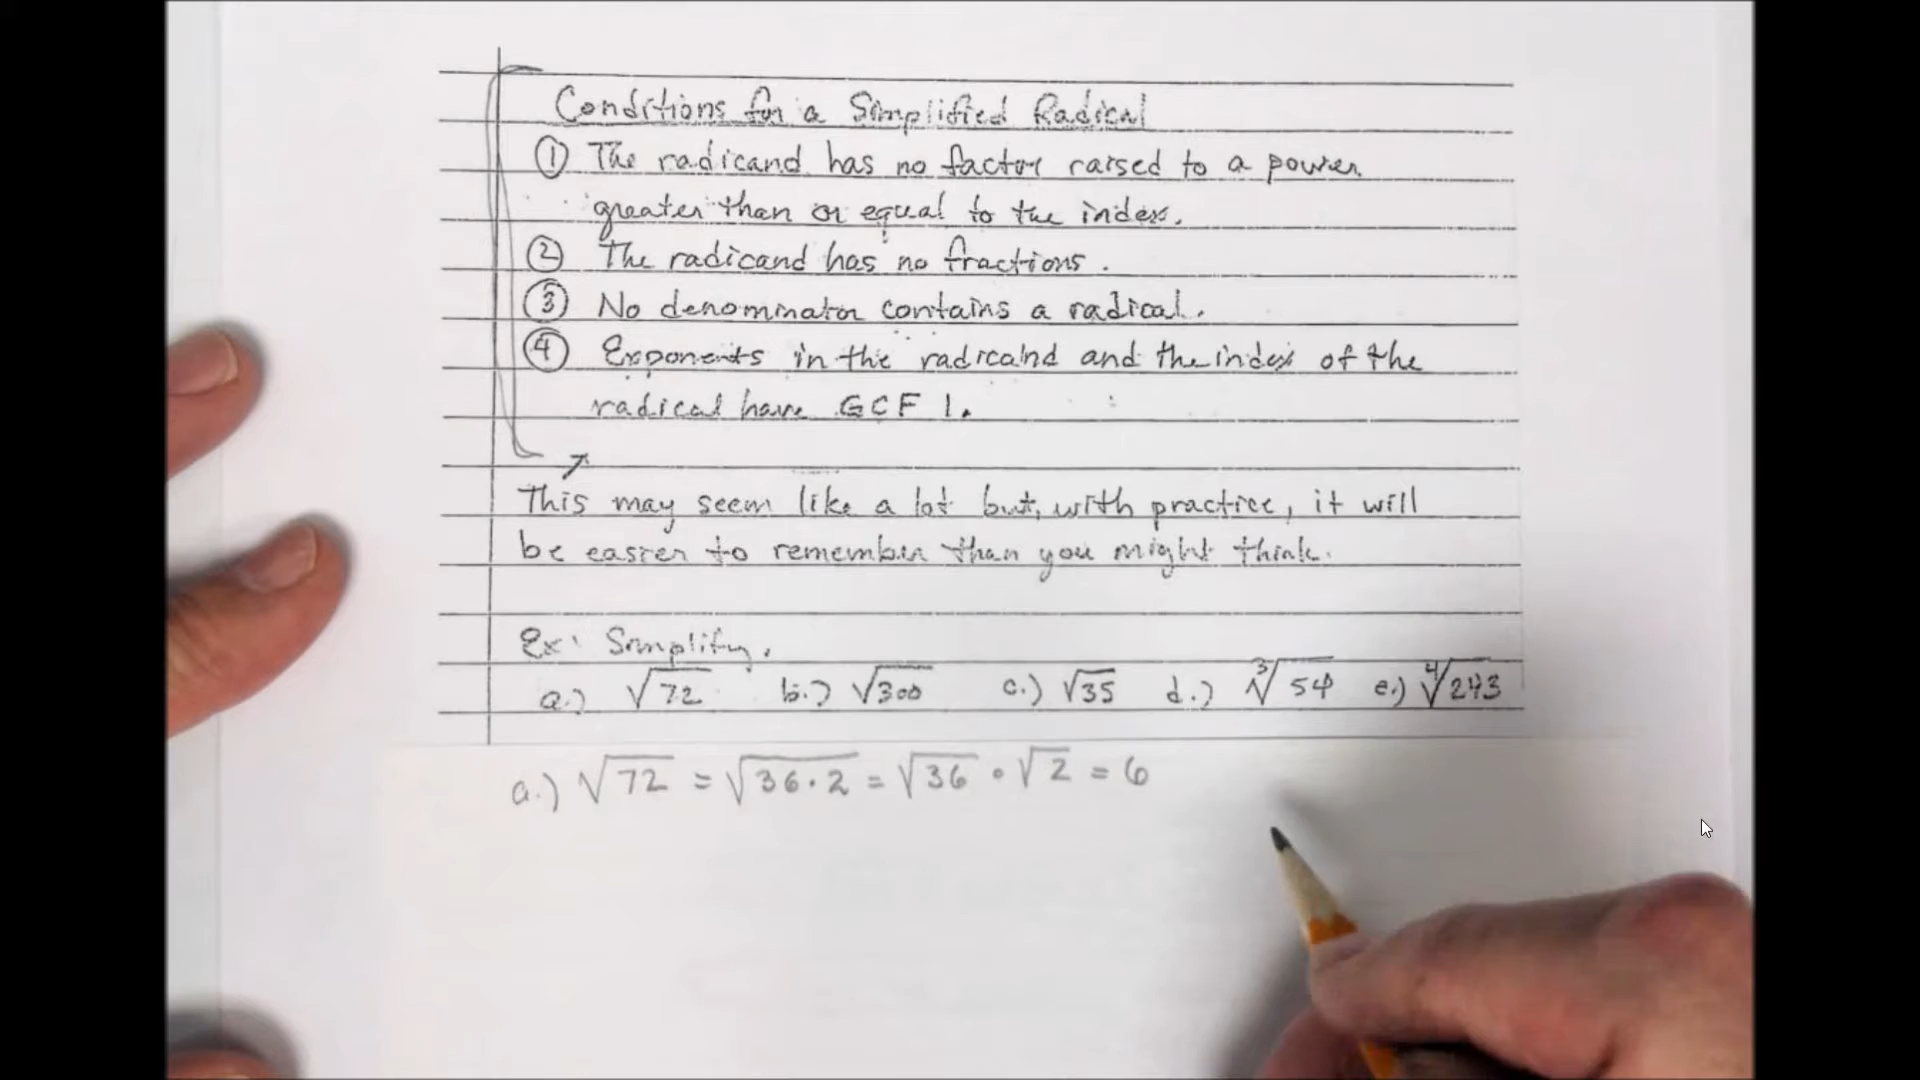 Conditions for a Simplified Radical
① The radicand has no factor raised to a power
greater than or equal to the index.
② The radicand has no fractions.
③ No denominator contains a radical.
④ Exponents in the radicand and the index of the
radical have GCF 1.
This may seem like a lot but, with practice, it will
be easier to remember than you might think.
Ex: Simplify.
a.) √72 b.) √300 c.) √35 d.) ∛54 e.) ∜243
a.) √72 = √36·2 = √36 • √2 = 6